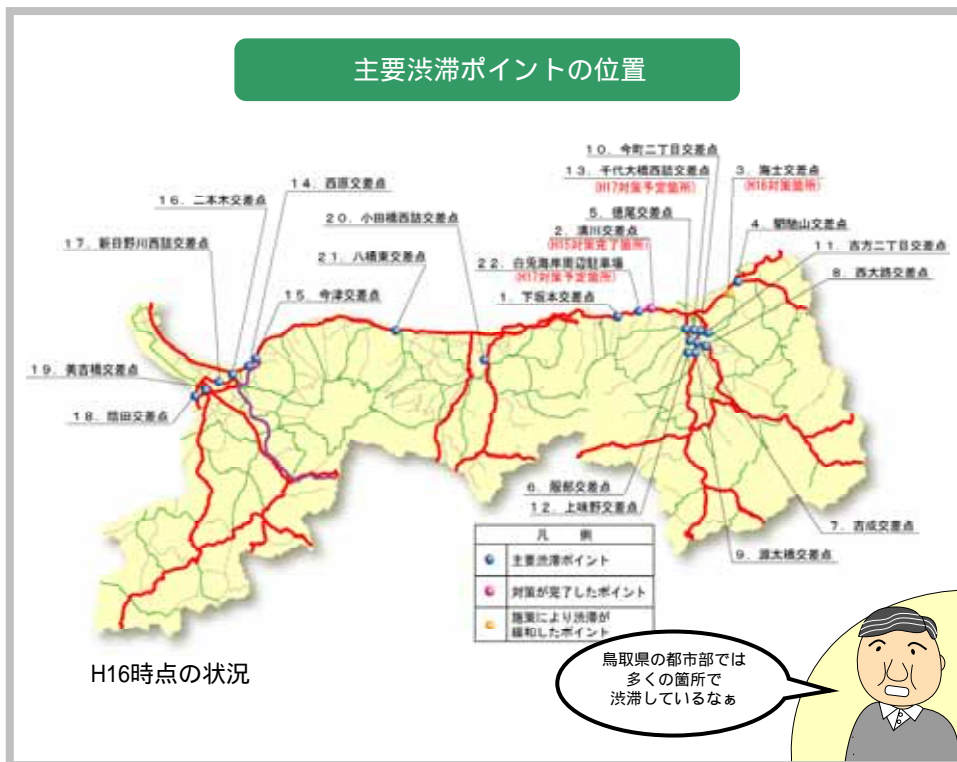 主要渋滞ポイントの位置
10. 今町二丁目交差点
13. 千代大橋西詰交差点
(H17対策予定箇所)
3. 海士交差点
(H16対策箇所)
14. 西原交差点
16. 二本木交差点
20. 小田橋西詰交差点
5. 徳尾交差点
2. 溝川交差点
(H15対策完了箇所)
4. 駟馳山交差点
17. 新日野川西詰交差点
21. 八橋東交差点
22. 白兎海岸周辺駐車場
(H17対策予定箇所)
11. 吉方二丁目交差点
8. 西大路交差点
15. 今津交差点
1. 下坂本交差点
19. 美吉橋交差点
18. 陰田交差点
6. 服部交差点
12. 上味野交差点
7. 吉成交差点
9. 源太橋交差点
凡 例
主要渋滞ポイント
対策が完了したポイント
施策により渋滞が
緩和したポイント
H16時点の状況
鳥取県の都市部では
多くの箇所で
渋滞しているなぁ